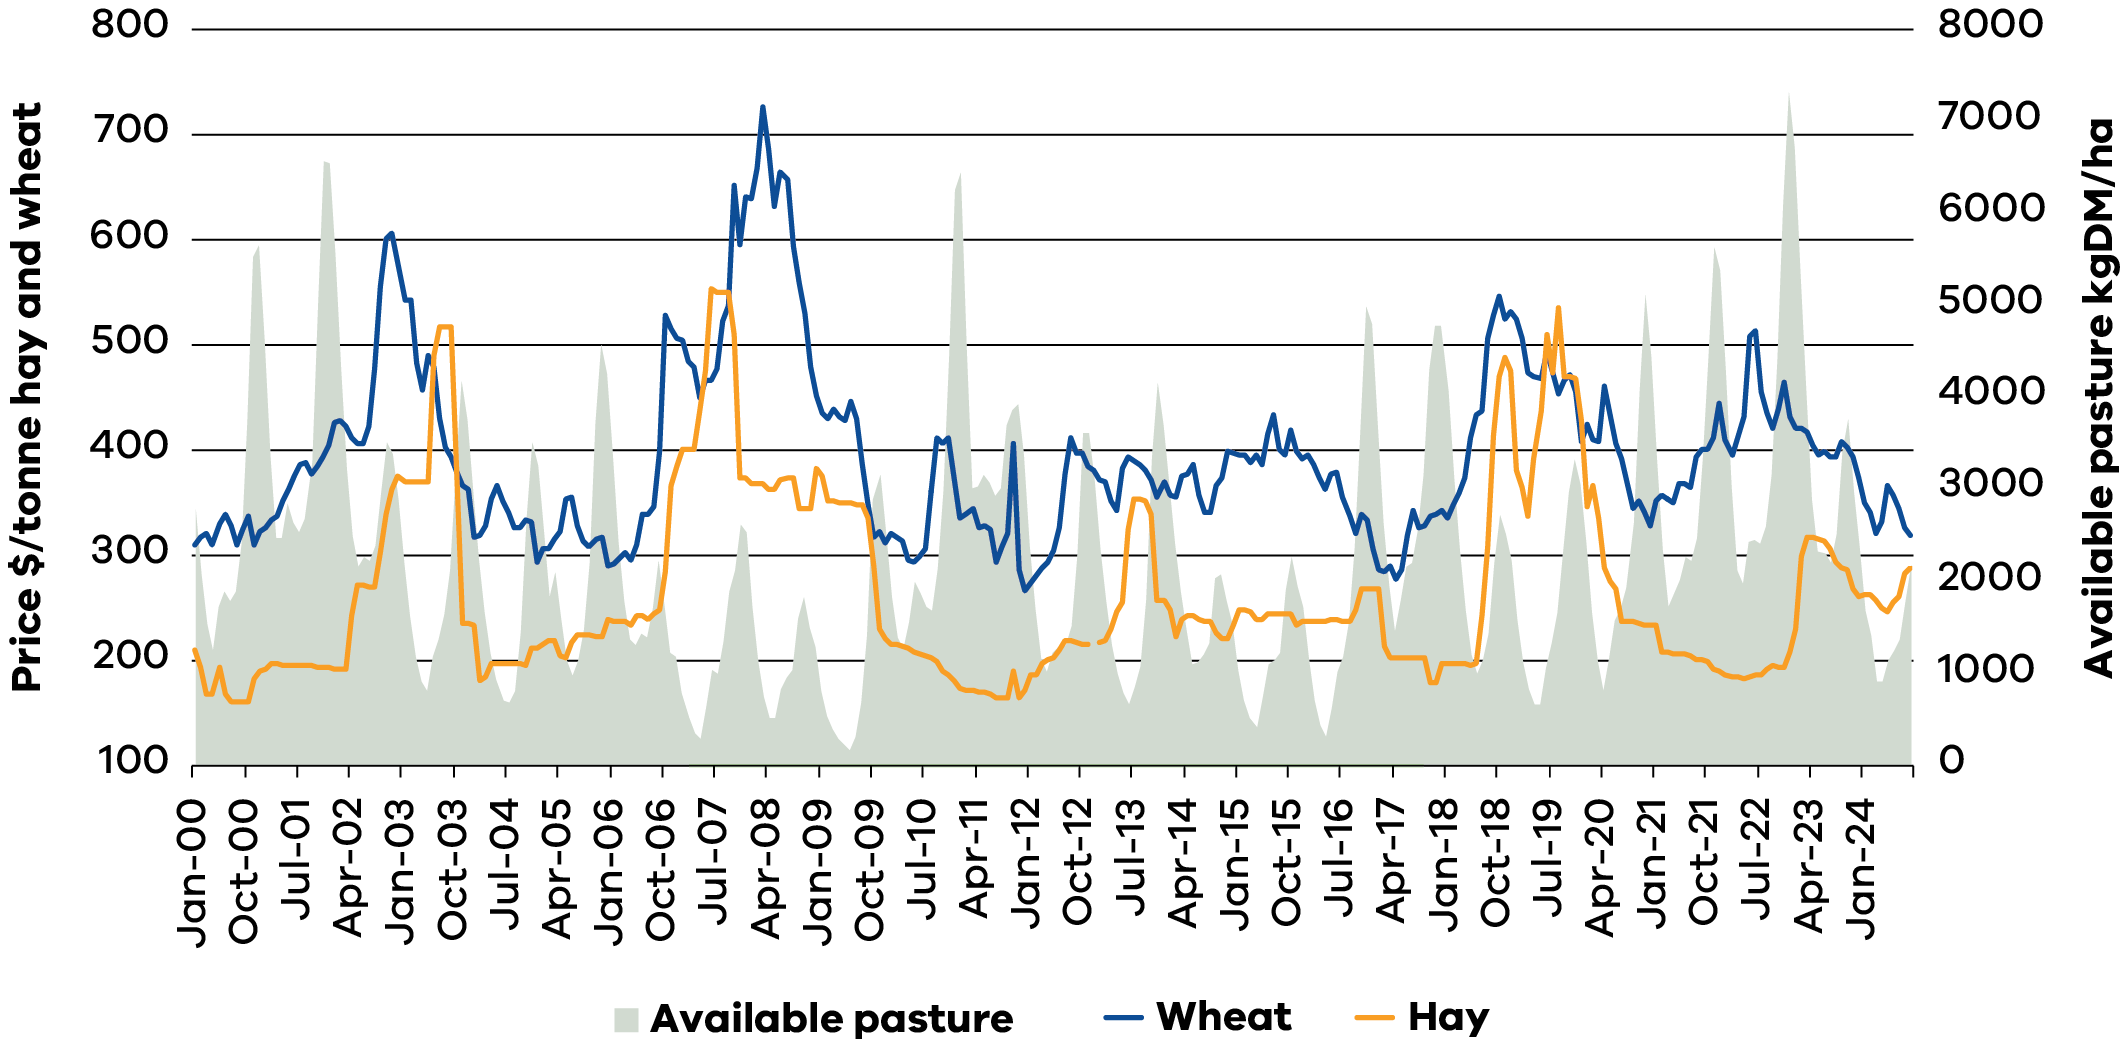 Price $/tonne hay and wheat
800
700
600
500
400
300
200
100
8000
7000
6000
5000
4000
3000
2000
1000
0
Available pasture kgDM/ha
Jan-00
Oct-00
Jul-01
Apr-02
Jan-03
Oct-03
Jul-04
Apr-05
Jan-06
Oct-06
Jul-07
Apr-08
Jan-09
Oct-09
Jul-10
Apr-11
Jan-12
Oct-12
Jul-13
Apr-14
Jan-15
Oct-15
Jul-16
Apr-17
Jan-18
Oct-18
Jul-19
Apr-20
Jan-21
Oct-21
Jul-22
Apr-23
Jan-24
Available pasture
Wheat
Hay